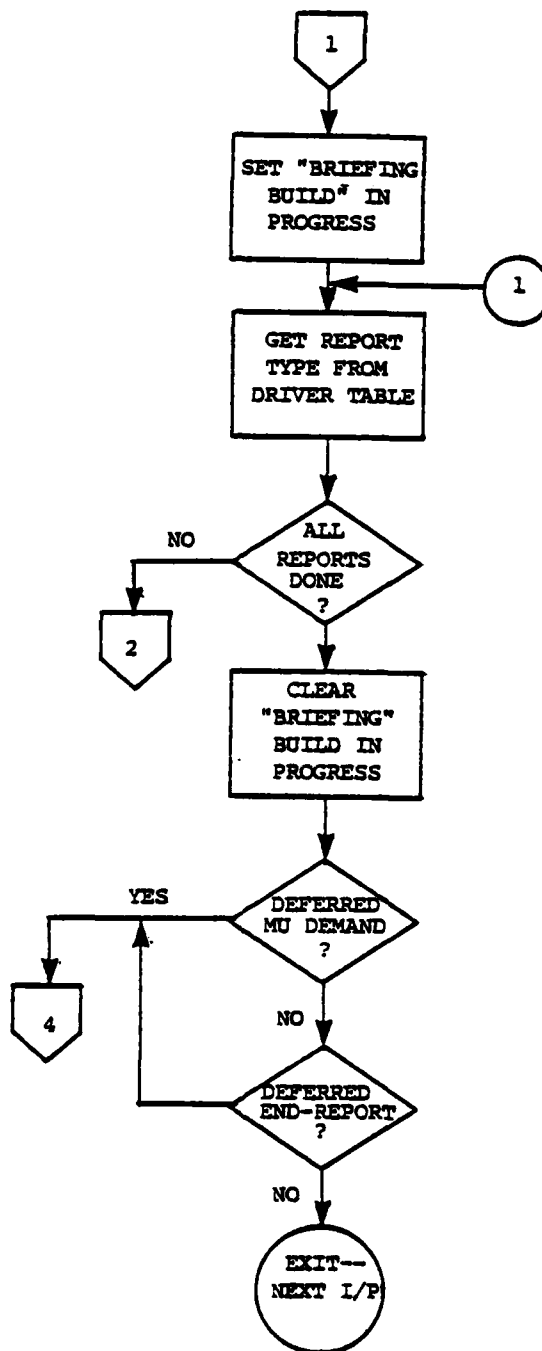 1
SET "BRIEFING
BUILD" IN
PROGRESS
1
GET REPORT
TYPE FROM
DRIVER TABLE
ALL
REPORTS
DONE
?
NO
2
CLEAR
"BRIEFING"
BUILD IN
PROGRESS
YES
DEFERRED
MU DEMAND
?
4
NO
DEFERRED
END-REPORT
?
NO
EXIT--
NEXT I/P